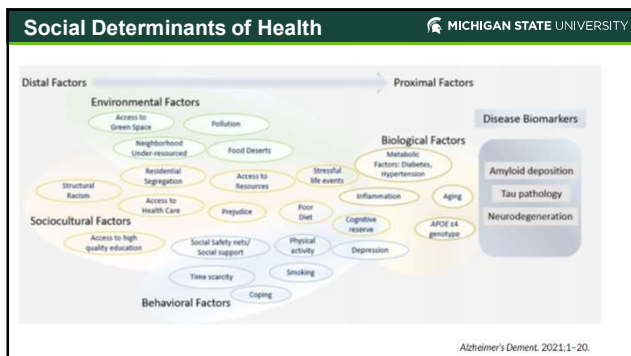 Social Determinants of Health
MICHIGAN STATE UNIVERSITY
Distal Factors
Proximal Factors
Environmental Factors
Access to
Green Space
Pollution
Disease Biomarkers
Neighborhood
Under-resourced
Food Deserts
Biological Factors
Metabolic
Factors: Diabetes,
Hypertension
Residential
Segregation
Access to
Resources
Stressful
life events
Amyloid deposition
Structural
Racism
Inflammation
Aging
Tau pathology
Access to
Health Care
Prejudice
Poor
Diet
Neurodegeneration
Sociocultural Factors
Cognitive
reserve
APOE ε4
genotype
Access to high
quality education
Social Safety nets/
Social support
Physical
activity
Depression
Time scarcity
Smoking
Coping
Behavioral Factors
Alzheimer's Dement. 2021;1–20.